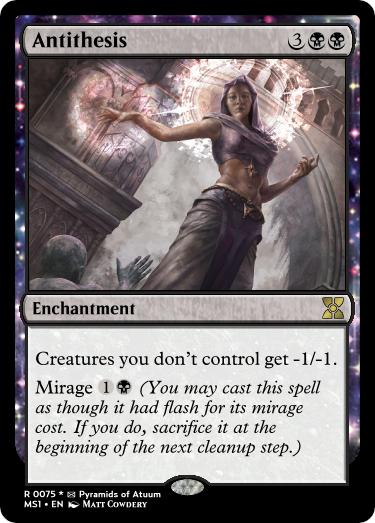 Antithesis 3
Enchantment
Creatures you don't control get -1/-1.
Mirage 1 (You may cast this spell
as though it had flash for its mirage
cost. If you do, sacrifice it at the
beginning of the next cleanup step.)
R 0075 * Pyramids of Atuum
MS1 • EN Matt Cowdery